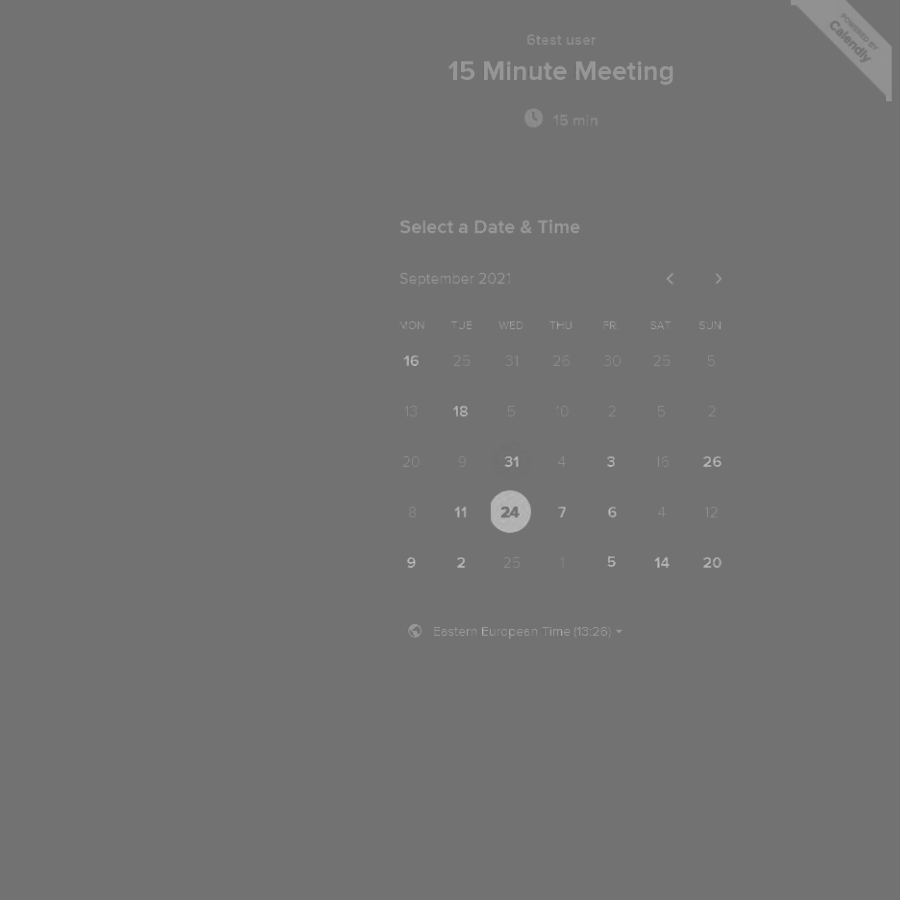 6test user
15 Minute Meeting
15 min
POWERED BY
Calendly
Select a Date & Time
September 2021
MON TUE WED THU FRI SAT SUN
16 25 31 26 30 25 5
13 18 5 10 2 5 2
20 9 31 4 3 16 26
8 11 24 7 6 4 12
9 2 25 1 5 14 20
Eastern European Time (13:26)